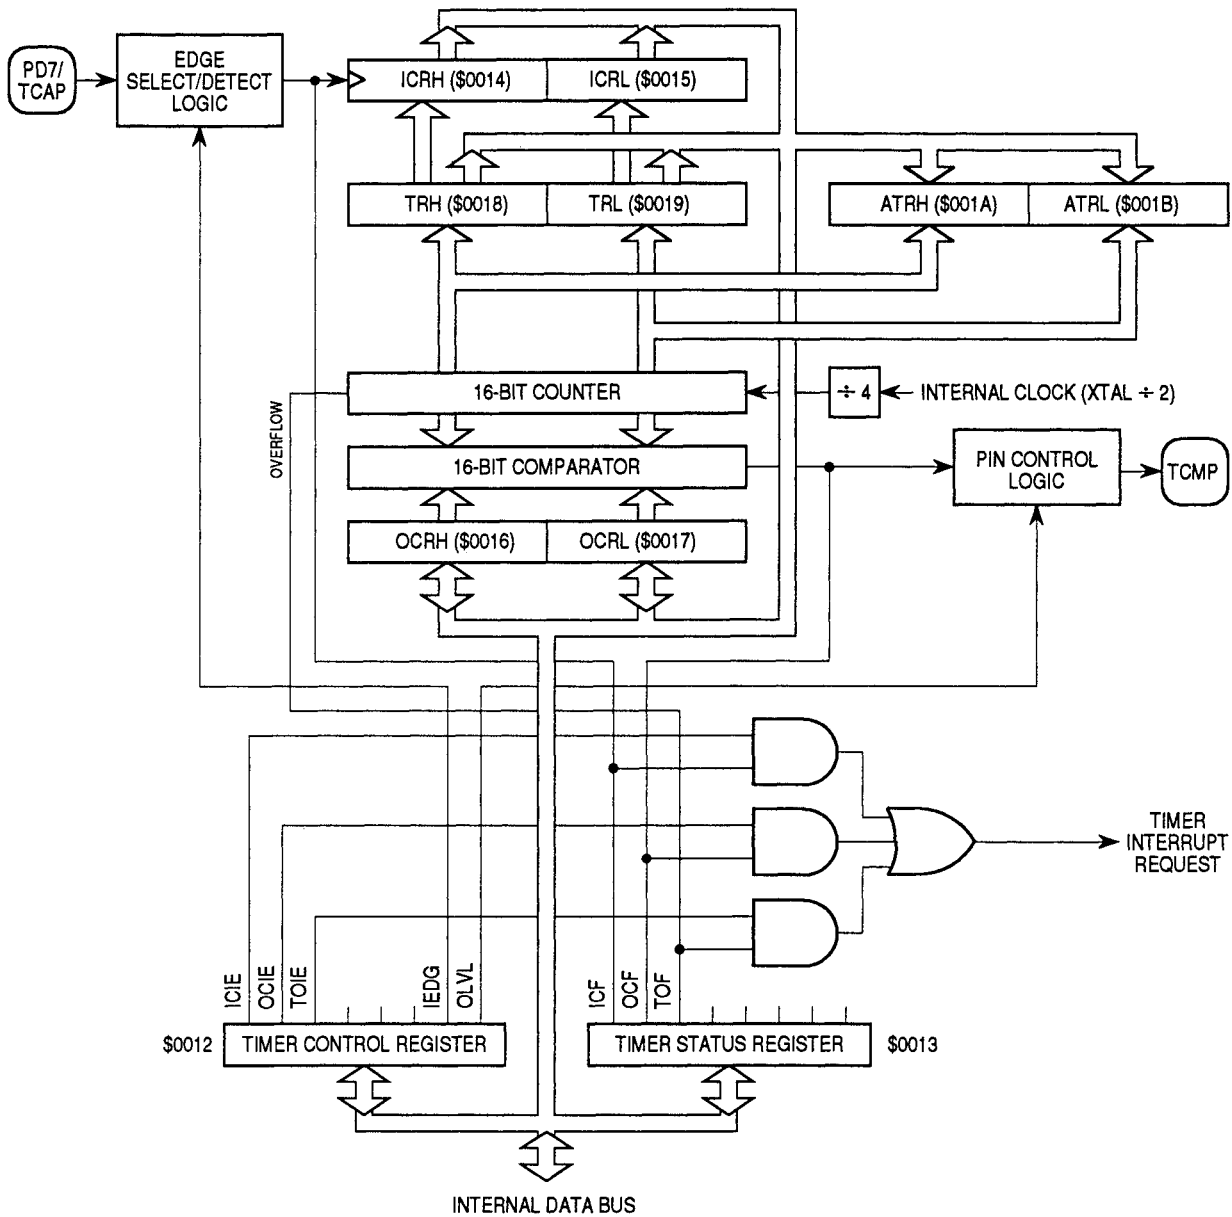 PD7/
TCAP
EDGE
SELECT/DETECT
LOGIC
ICRH ($0014)
ICRL ($0015)
TRH ($0018)
TRL ($0019)
ATRH ($001A)
ATRL ($001B)
16-BIT COUNTER
÷ 4
INTERNAL CLOCK (XTAL ÷ 2)
OVERFLOW
16-BIT COMPARATOR
PIN CONTROL
LOGIC
TCMP
OCRH ($0016)
OCRL ($0017)
TIMER
INTERRUPT
REQUEST
ICIE
OCIE
TOIE
IEDG
OLVL
ICF
OCF
TOF
$0012
TIMER CONTROL REGISTER
TIMER STATUS REGISTER
$0013
INTERNAL DATA BUS